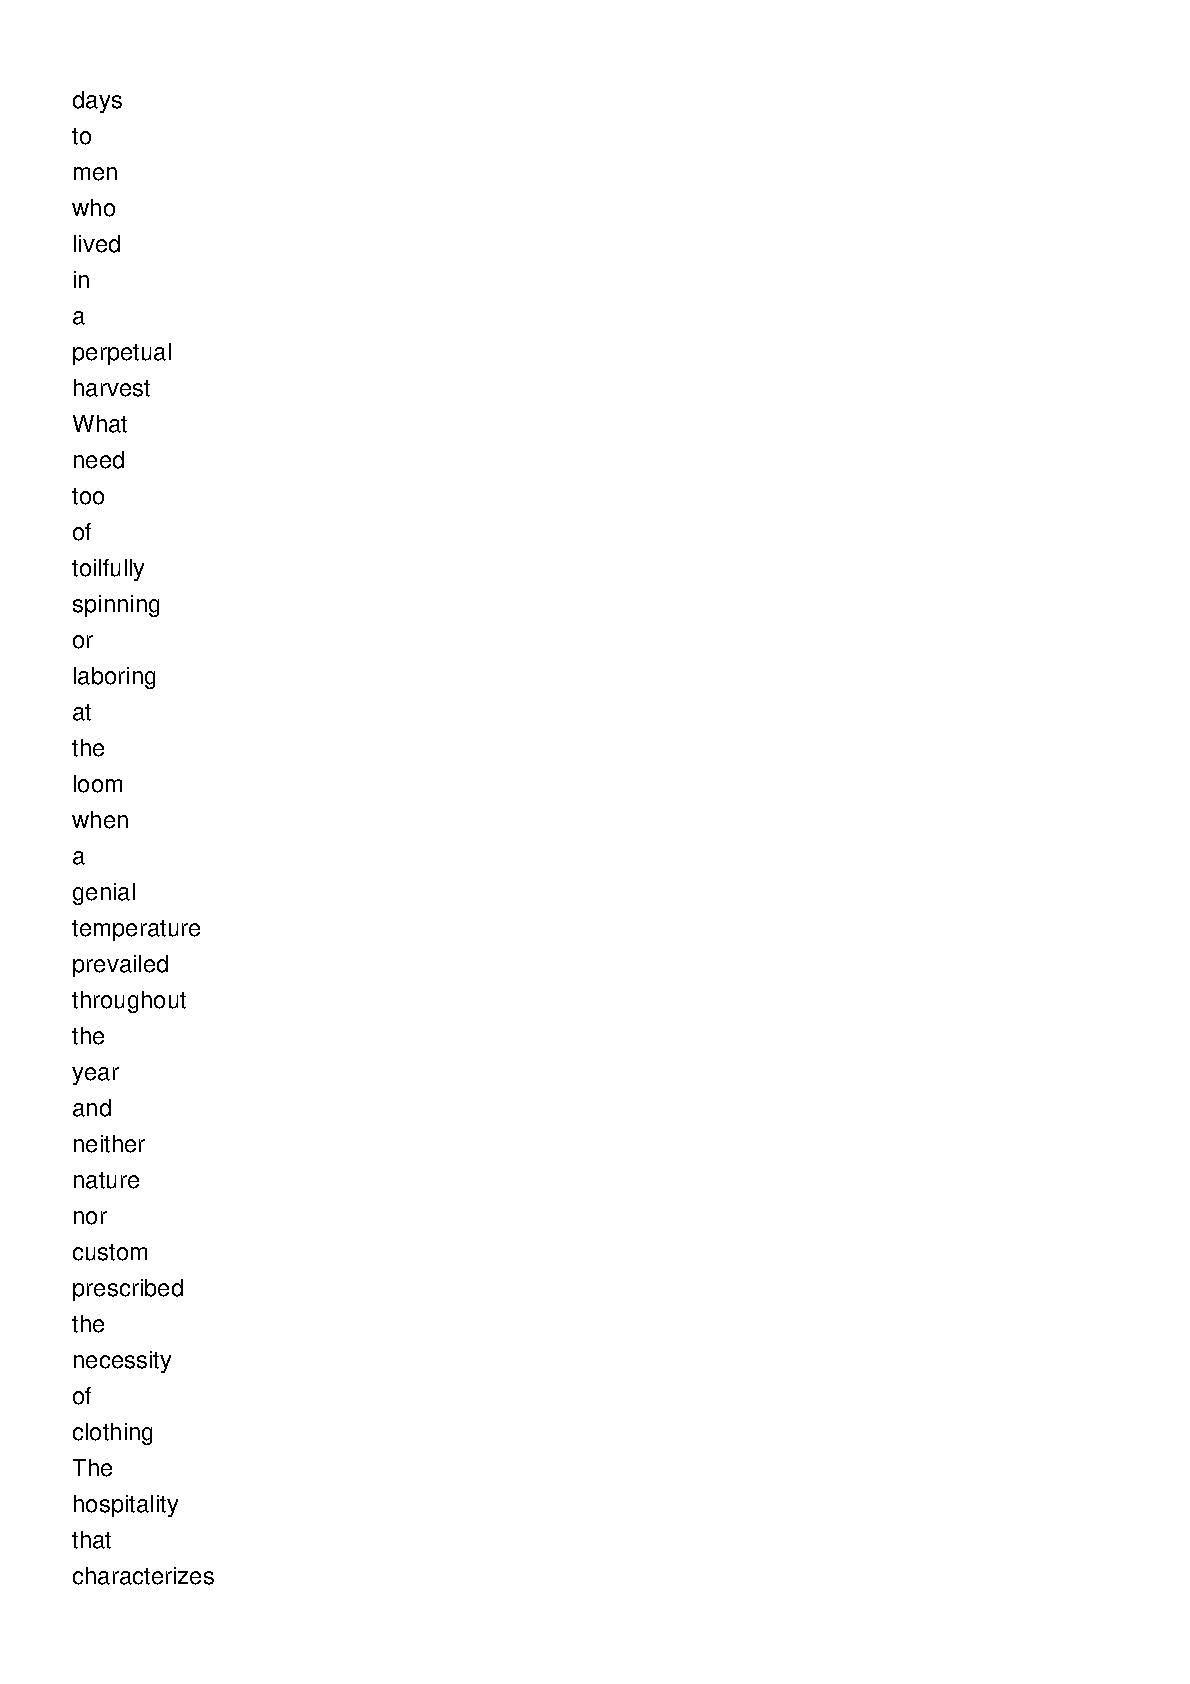 days
to
men
who
lived
in
a
perpetual
harvest
What
need
too
of
toilfully
spinning
or
laboring
at
the
loom
when
a
genial
temperature
prevailed
throughout
the
year
and
neither
nature
nor
custom
prescribed
the
necessity
of
clothing
The
hospitality
that
characterizes